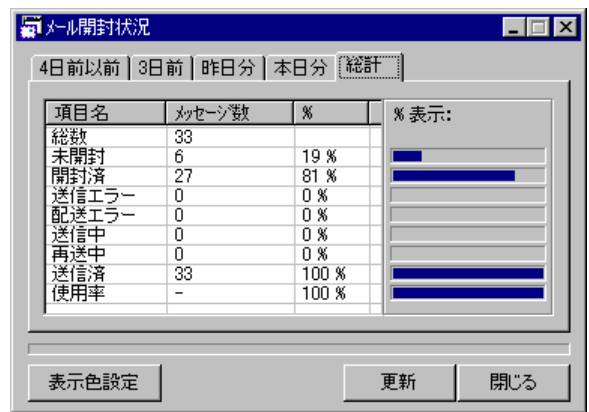 メール開封状況
4日前以前 3日前 昨日分 本日分 総計
項目名 メッセージ数 % %表示:
総数 33
未開封 6 19 %
開封済 27 81 %
送信エラー 0 0 %
配送エラー 0 0 %
送信中 0 0 %
再送中 0 0 %
送信済 33 100 %
使用率 - 100 %
表示色設定 更新 閉じる